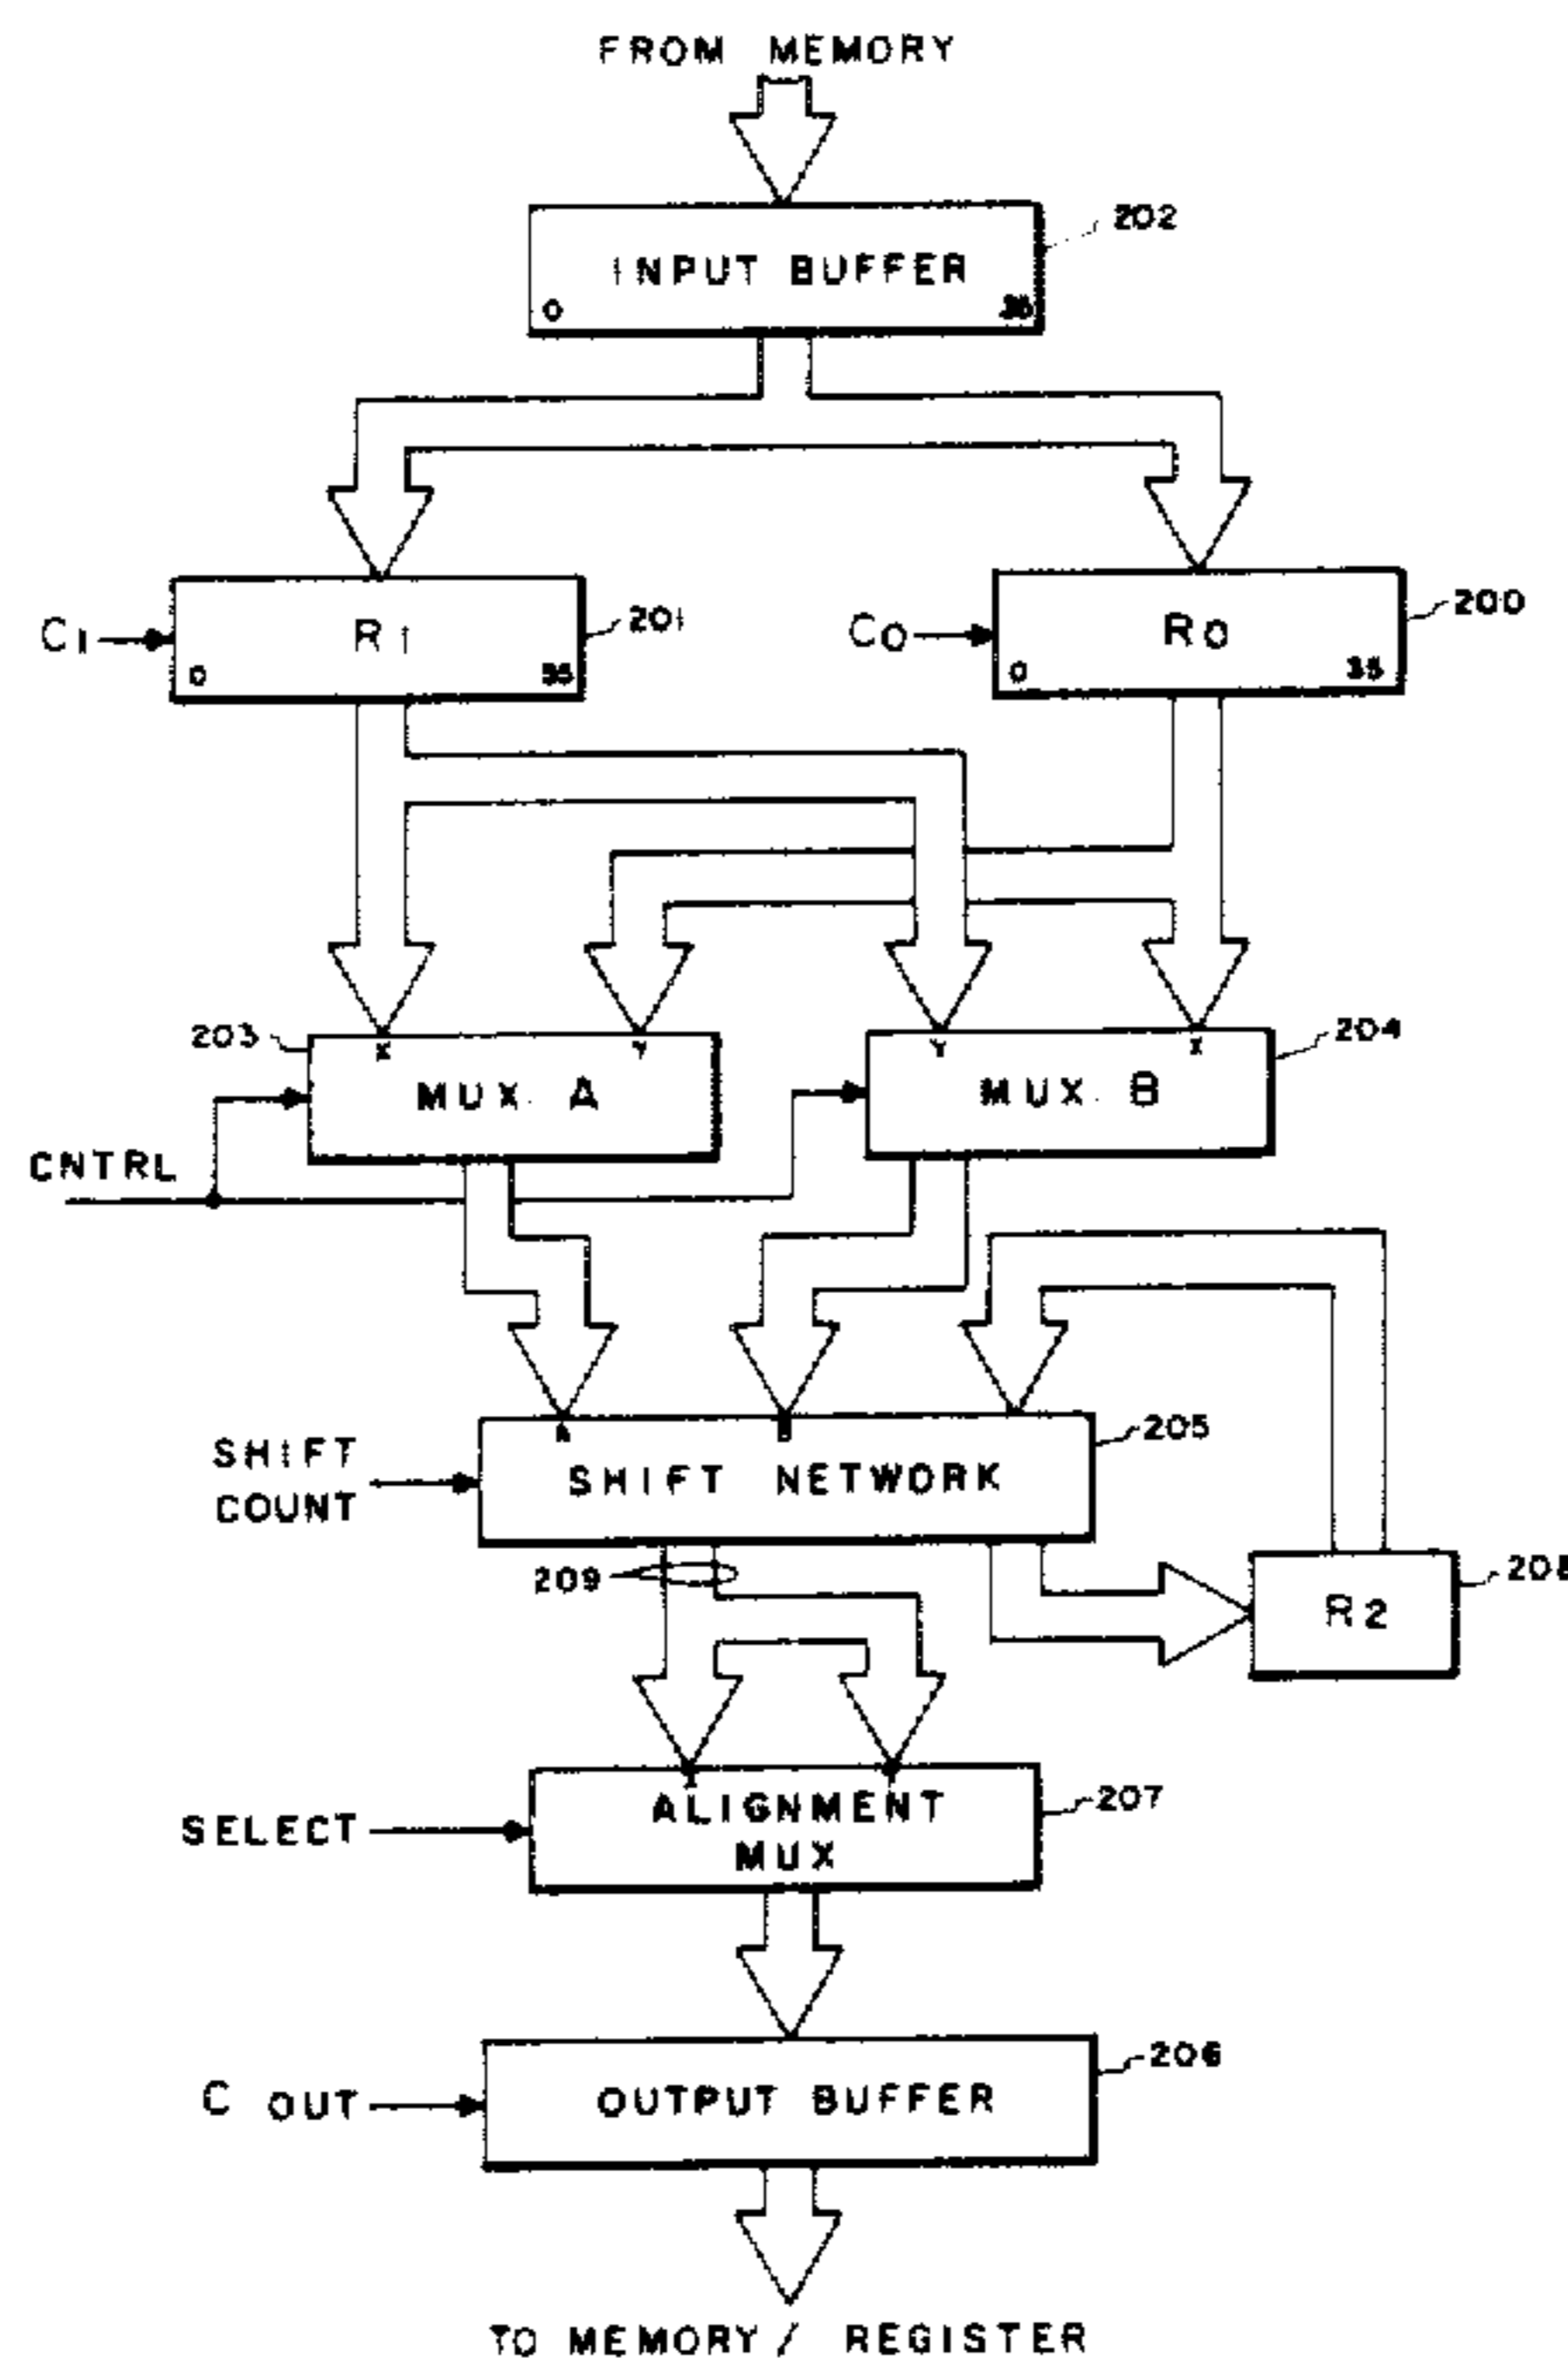 FROM MEMORY
202
INPUT BUFFER
0 35
201
200
C1
R1
C0
R0
0 35
0 35
203
X Y
Y X
204
MUX A
MUX B
CNTRL
205
A
SHIFT
COUNT
SHIFT NETWORK
209
208
R2
207
SELECT
ALIGNMENT
MUX
206
C OUT
OUTPUT BUFFER
TO MEMORY / REGISTER